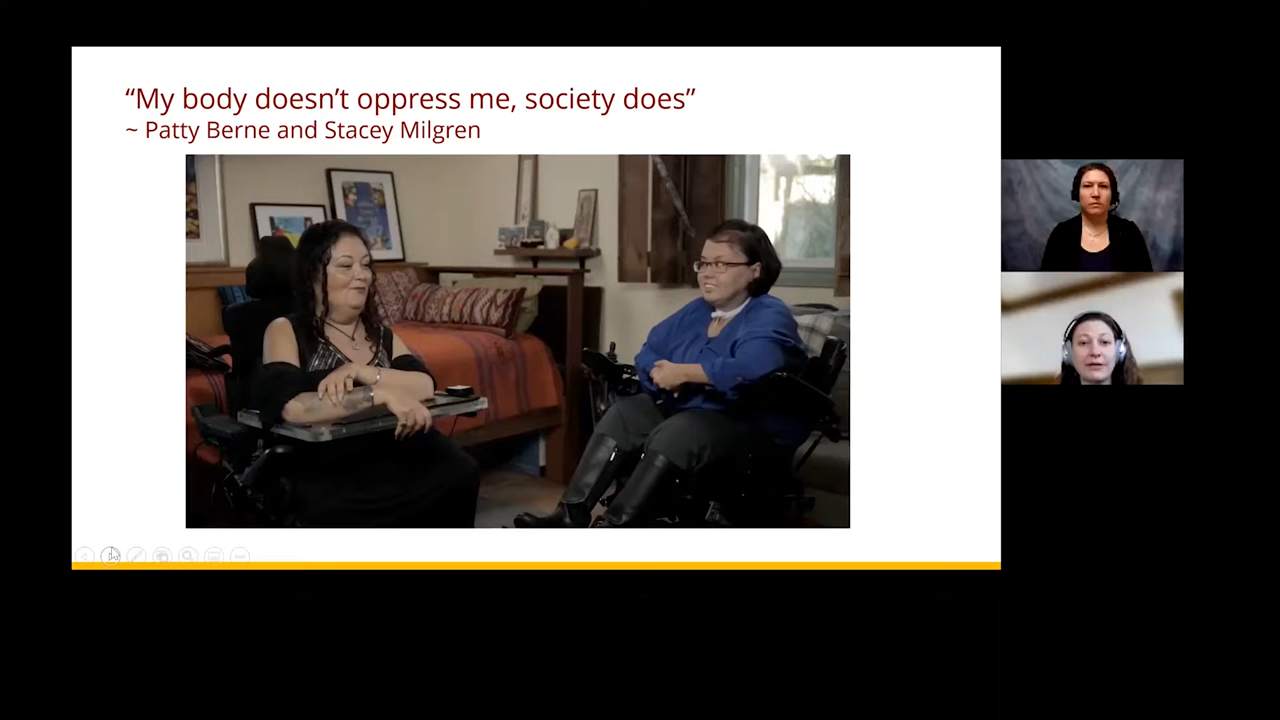 “My body doesn’t oppress me, society does”
~ Patty Berne and Stacey Milgren